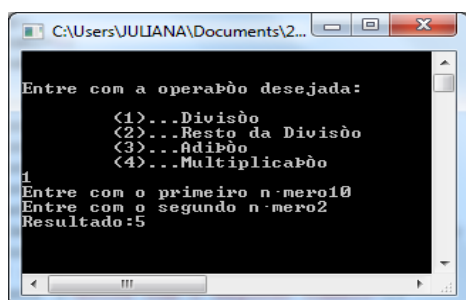 C:\Users\JULIANA\Documents\2...
Entre com a operaÞòo desejada:
(1)...Divisòo
(2)...Resto da Divisòo
(3)...AdiÞòo
(4)...MultiplicaÞòo
1
Entre com o primeiro n·mero10
Entre com o segundo n·mero2
Resultado:5